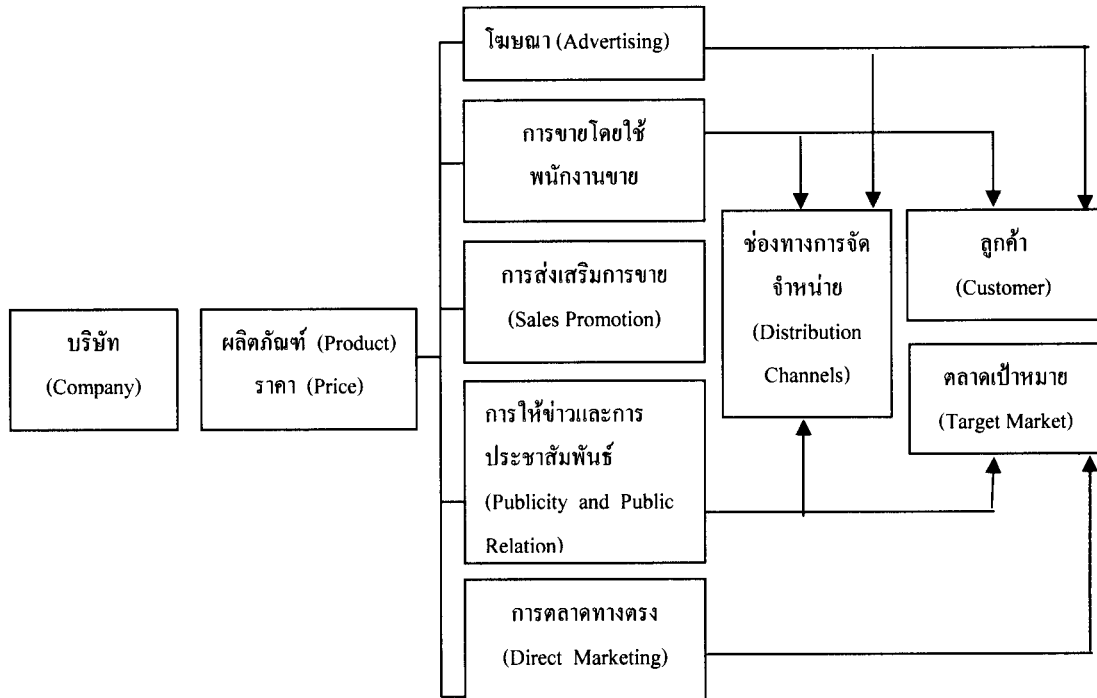 โฆษณา (Advertising)
การขายโดยใช้
พนักงานขาย
การส่งเสริมการขาย
(Sales Promotion)
การให้ข่าวและการ
ประชาสัมพันธ์
(Publicity and Public
Relation)
การตลาดทางตรง
(Direct Marketing)
บริษัท
(Company)
ผลิตภัณฑ์ (Product)
ราคา (Price)
ช่องทางการจัด
จำหน่าย
(Distribution
Channels)
ลูกค้า
(Customer)
ตลาดเป้าหมาย
(Target Market)